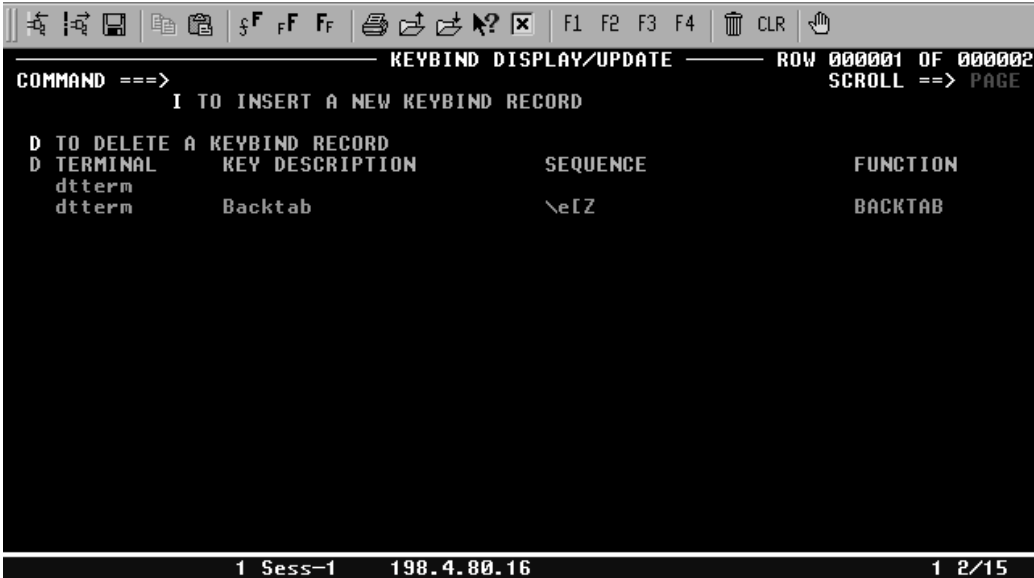 F1 F2 F3 F4 CLR
KEYBIND DISPLAY/UPDATE ROW 000001 OF 000002
COMMAND ===> SCROLL ==> PAGE
I TO INSERT A NEW KEYBIND RECORD
D TO DELETE A KEYBIND RECORD
D TERMINAL KEY DESCRIPTION SEQUENCE FUNCTION
dtterm
dtterm Backtab \e[Z BACKTAB
1 Sess-1 198.4.80.16 1 2/15